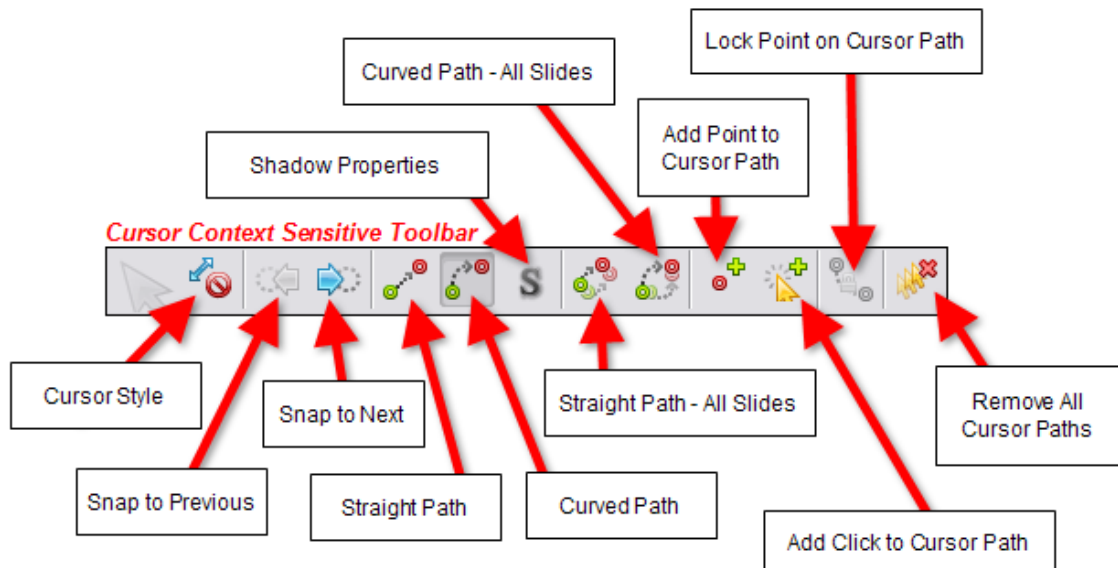 Lock Point on Cursor Path
Curved Path - All Slides
Add Point to
Cursor Path
Shadow Properties
Cursor Context Sensitive Toolbar
S
Cursor Style
Snap to Next
Straight Path - All Slides
Remove All
Cursor Paths
Snap to Previous
Straight Path
Curved Path
Add Click to Cursor Path